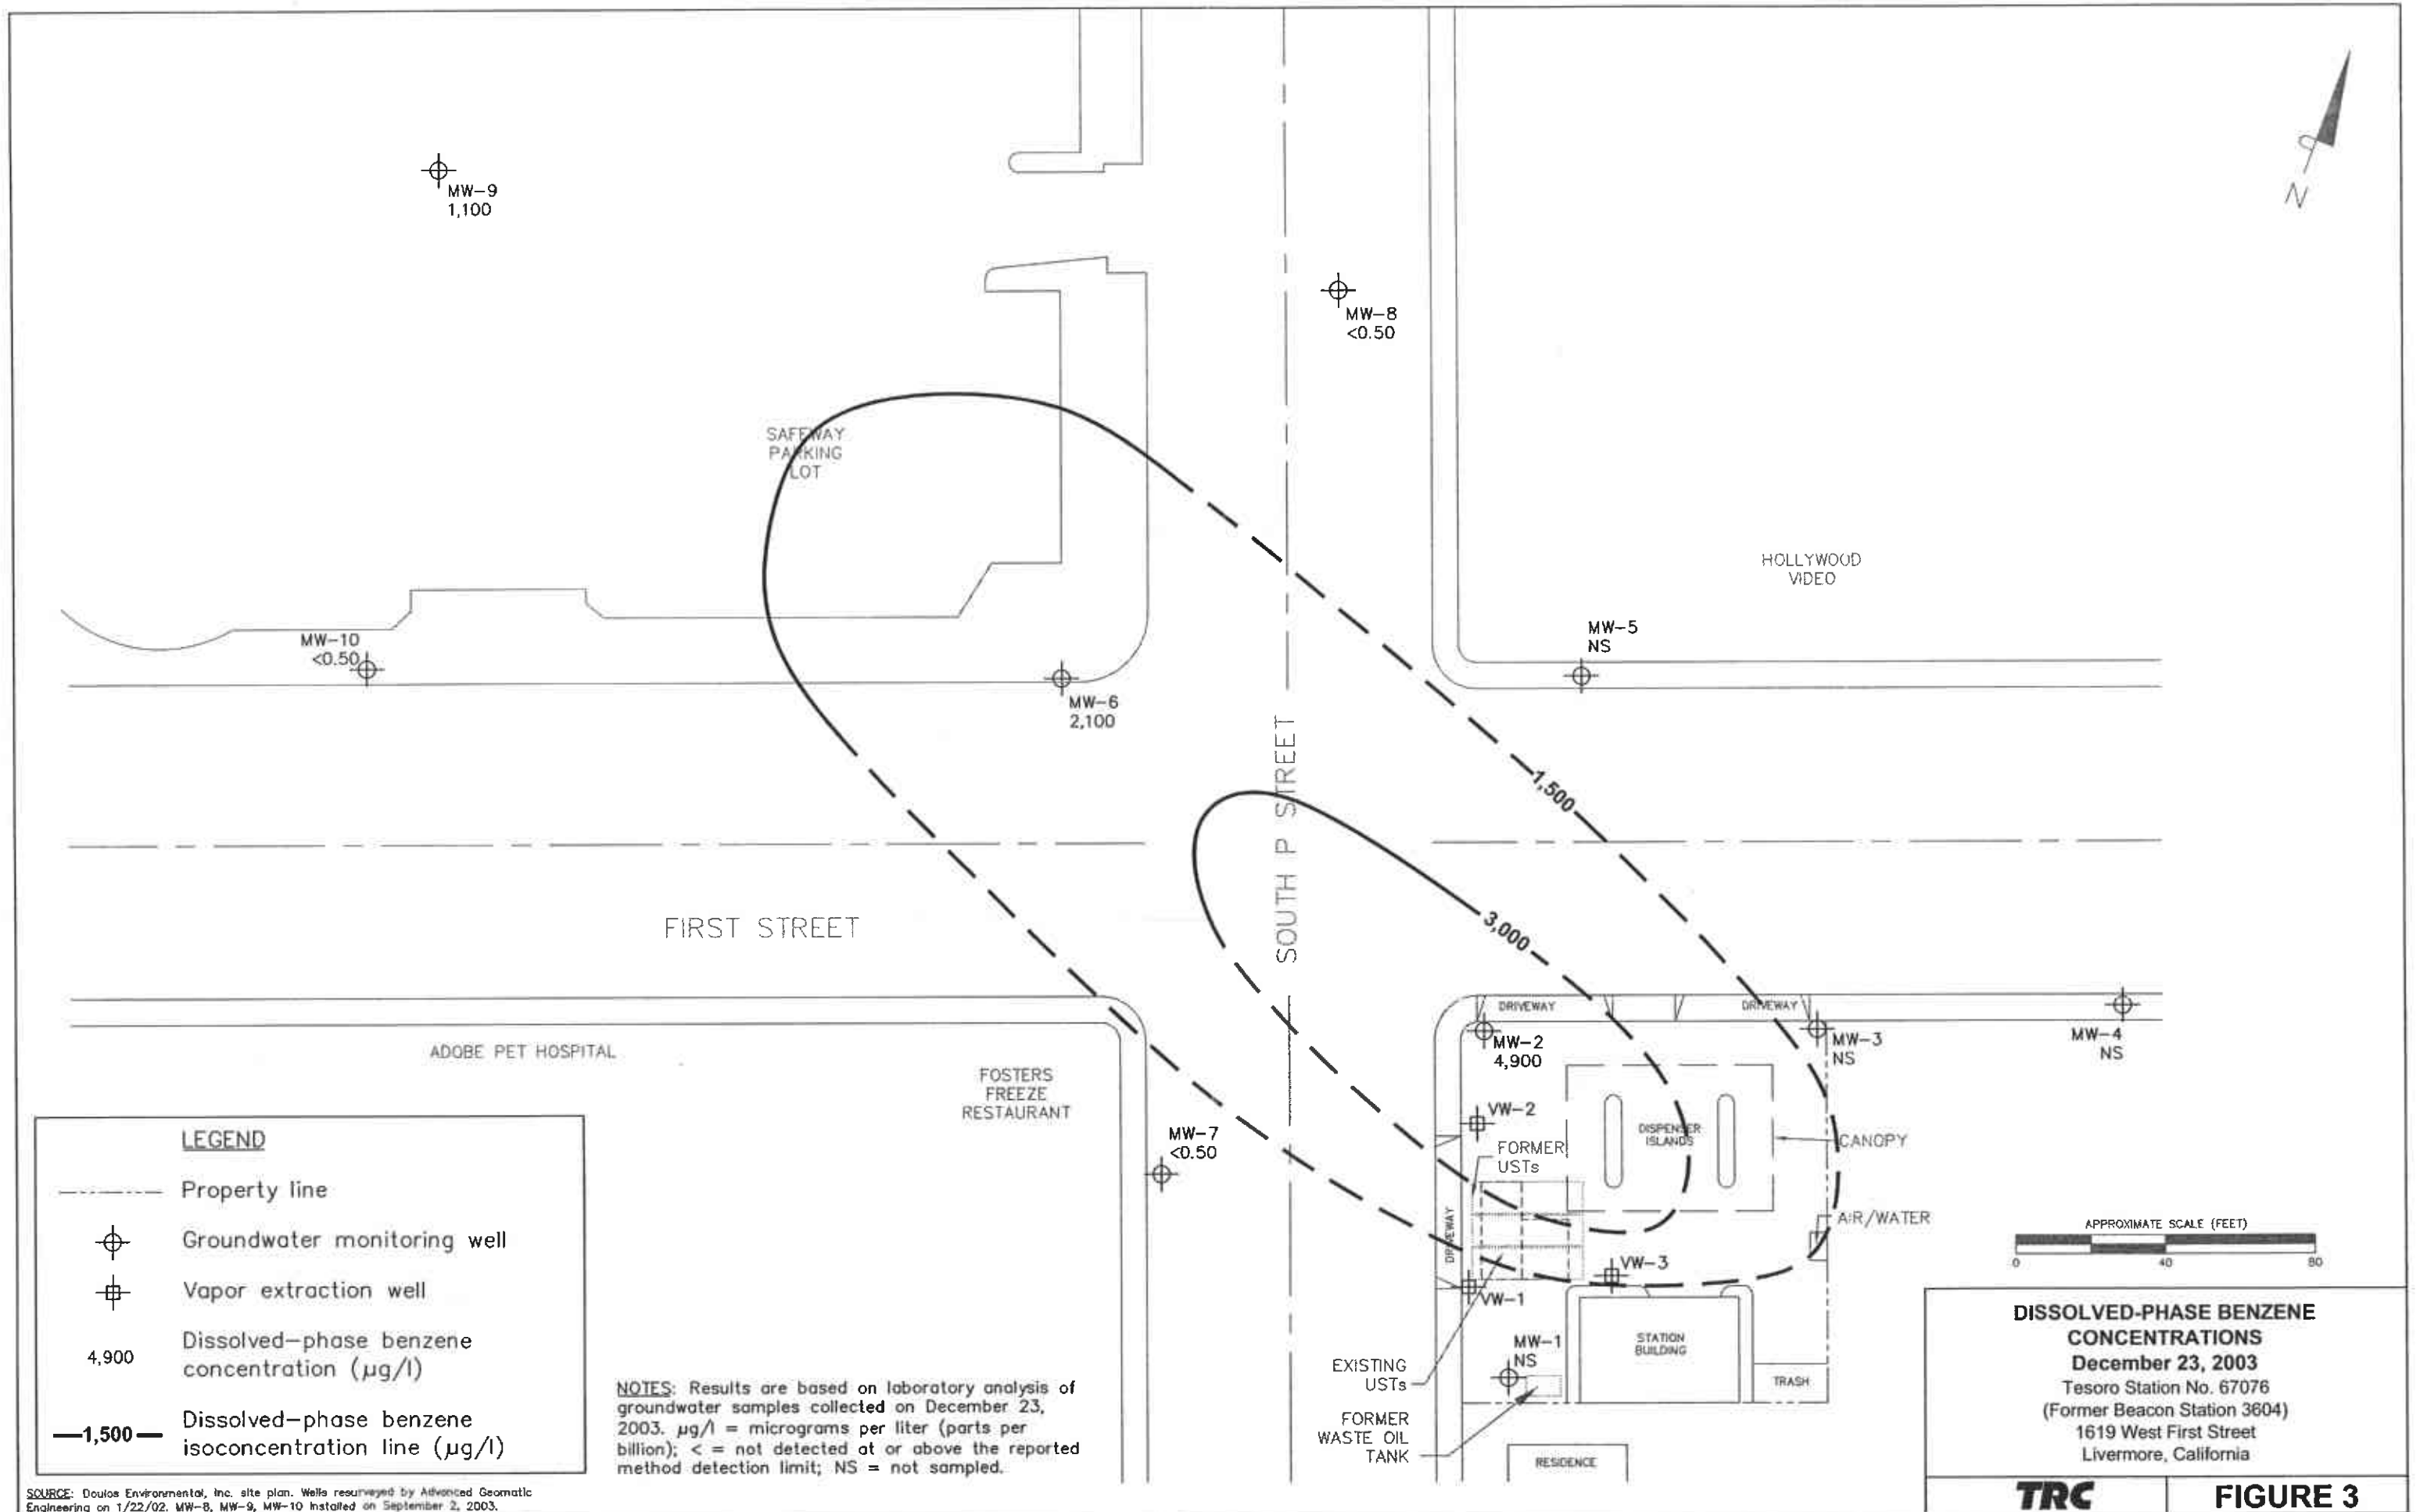 N
MW-9
1,100
MW-8
<0.50
SAFEWAY
PARKING
LOT
HOLLYWOOD
VIDEO
MW-10
<0.50
MW-5
NS
MW-6
2,100
SOUTH P STREET
1,500
3,000
FIRST STREET
DRIVEWAY
DRIVEWAY
MW-2
4,900
MW-3
NS
MW-4
NS
ADOBE PET HOSPITAL
FOSTERS
FREEZE
RESTAURANT
VW-2
DISPENSER
ISLANDS
CANOPY
MW-7
<0.50
FORMER
USTs
DRIVEWAY
AIR/WATER
VW-3
VW-1
MW-1
NS
STATION
BUILDING
EXISTING
USTs
TRASH
FORMER
WASTE OIL
TANK
RESIDENCE
APPROXIMATE SCALE (FEET)
0 40 80
LEGEND
Property line
Groundwater monitoring well
Vapor extraction well
4,900 Dissolved-phase benzene
concentration (µg/l)
1,500 Dissolved-phase benzene
isoconcentration line (µg/l)
NOTES: Results are based on laboratory analysis of
groundwater samples collected on December 23,
2003. µg/l = micrograms per liter (parts per
billion); < = not detected at or above the reported
method detection limit; NS = not sampled.
SOURCE: Doulos Environmental, Inc. site plan. Wells resurveyed by Advanced Geomatic
Engineering on 1/22/02. MW-8, MW-9, MW-10 installed on September 2, 2003.
DISSOLVED-PHASE BENZENE
CONCENTRATIONS
December 23, 2003
Tesoro Station No. 67076
(Former Beacon Station 3604)
1619 West First Street
Livermore, California
TRC
FIGURE 3